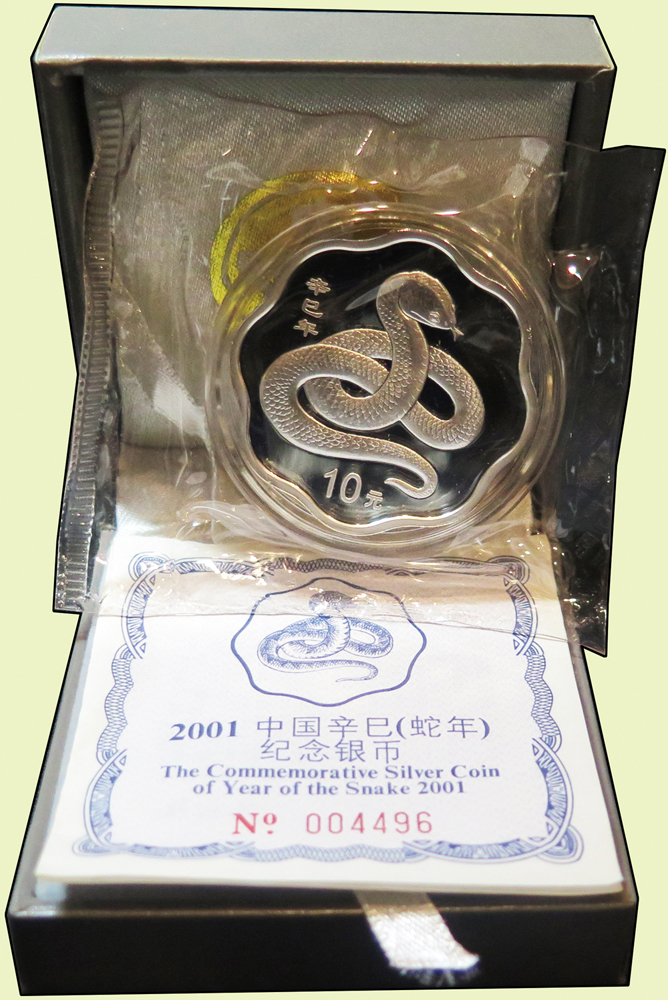 辛巳年
10元
2001 中国辛巳(蛇年)
纪念银币
The Commemorative Silver Coin
of Year of the Snake 2001
Nº 004496